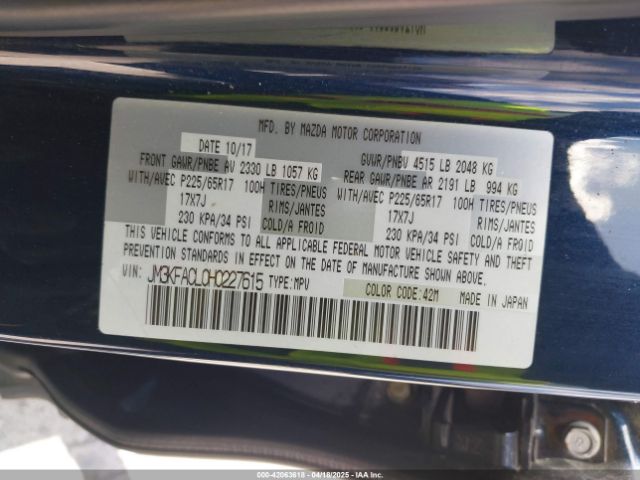 MFD. BY MAZDA MOTOR CORPORATION
DATE 10/17 GVWR/PNBV 4515 LB 2048 KG
FRONT GAWR/PNBE AV 2330 LB 1057 KG REAR GAWR/PNBE AR 2191 LB 994 KG
WITH/AVEC P225/65R17 100H TIRES/PNEUS WITH/AVEC P225/65R17 100H TIRES/PNEUS
17X7J RIMS/JANTES 17X7J RIMS/JANTES
230 KPA/34 PSI COLD/A FROID 230 KPA/34 PSI COLD/A FROID
THIS VEHICLE CONFORMS TO ALL APPLICABLE FEDERAL MOTOR VEHICLE SAFETY AND THEFT
PREVENTION STANDARDS IN EFFECT ON THE DATE OF MANUFACTURE SHOWN ABOVE.
VIN: JM3KFACL0H0227615 TYPE:MPV COLOR CODE:42M MADE IN JAPAN
000-42063618 - 04/18/2025 - IAA, Inc.